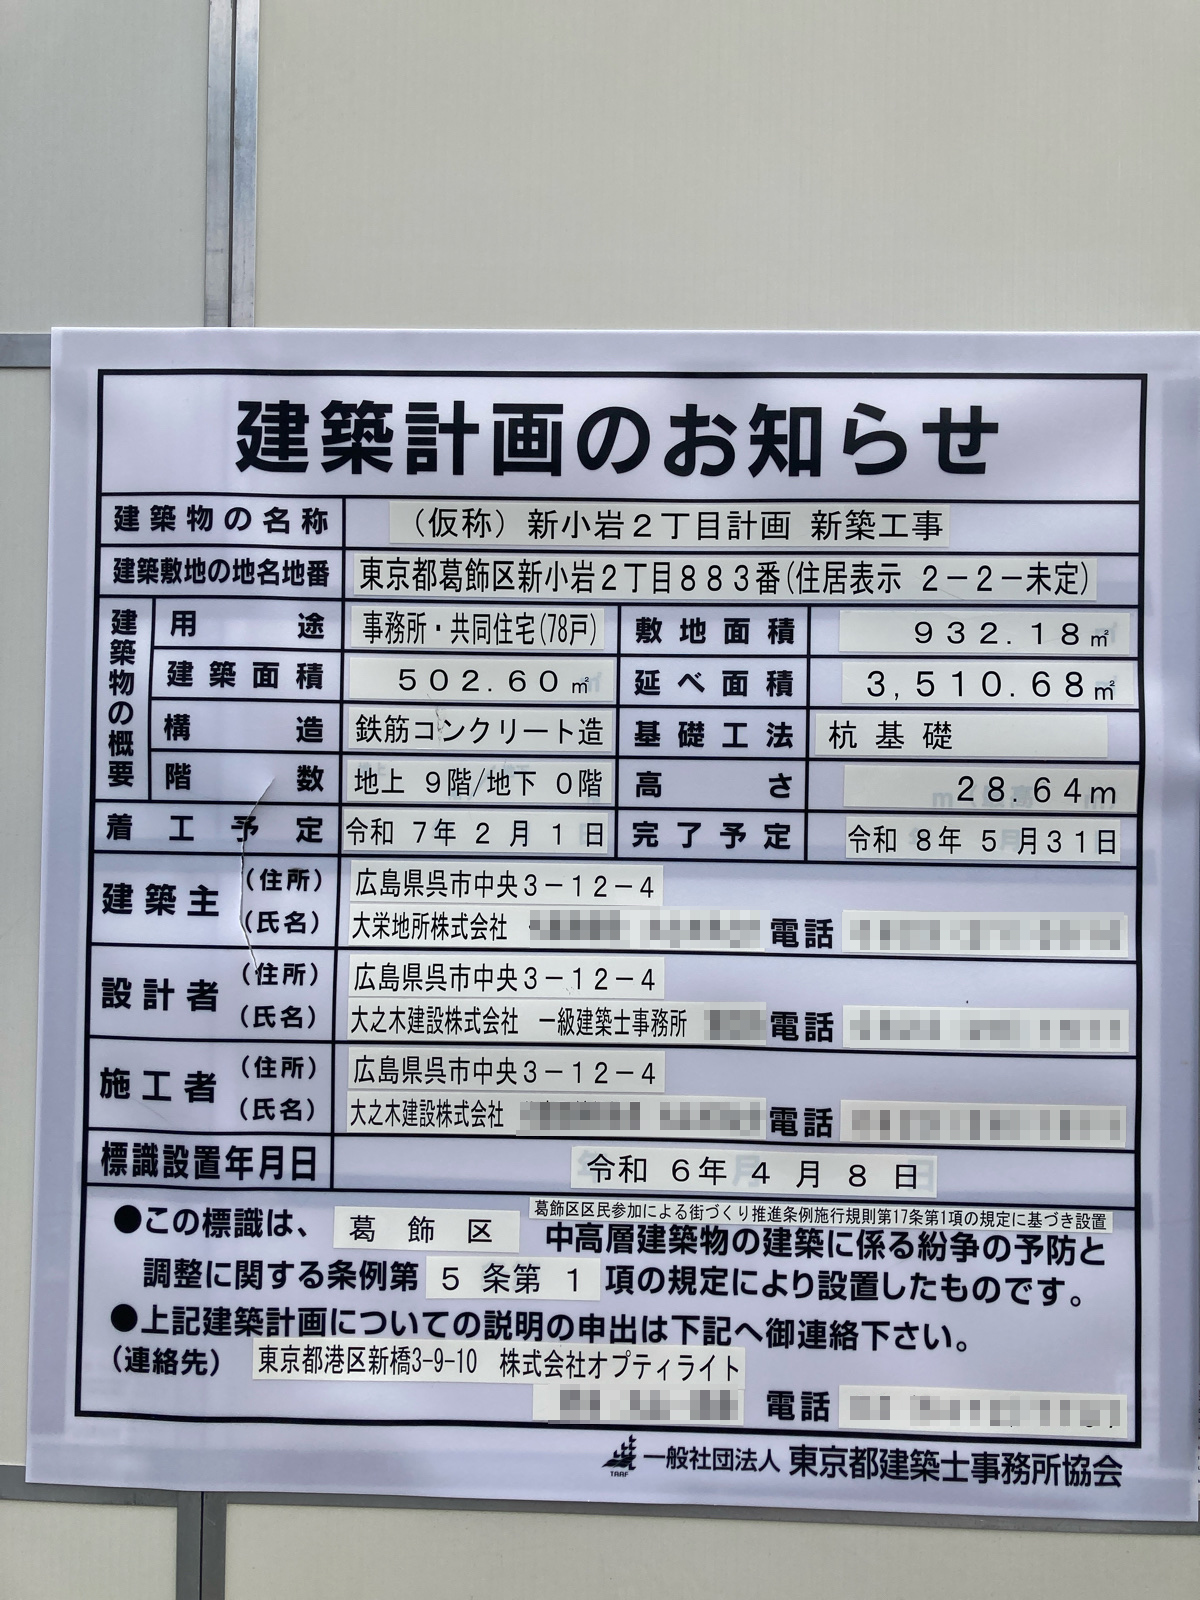 建築計画のお知らせ
建築物の名称 (仮称)新小岩2丁目計画 新築工事
建築敷地の地名地番 東京都葛飾区新小岩2丁目883番(住居表示 2-2-未定)
建築物の概要
用途 事務所・共同住宅(78戸) 敷地面積 932.18㎡
建築面積 502.60㎡ 延べ面積 3,510.68㎡
構造 鉄筋コンクリート造 基礎工法 杭基礎
階数 地上 9階/地下 0階 高さ 28.64m
着工予定 令和 7年 2月 1日 完了予定 令和 8年 5月31日
建築主 (住所) 広島県呉市中央3-12-4
(氏名) 大栄地所株式会社 電話
設計者 (住所) 広島県呉市中央3-12-4
(氏名) 大之木建設株式会社 一級建築士事務所 電話
施工者 (住所) 広島県呉市中央3-12-4
(氏名) 大之木建設株式会社 電話
標識設置年月日 令和 6年 4月 8日
葛飾区区民参加による街づくり推進条例施行規則第17条第1項の規定に基づき設置
●この標識は、葛飾区 中高層建築物の建築に係る紛争の予防と
調整に関する条例第 5 条第 1 項の規定により設置したものです。
●上記建築計画についての説明の申出は下記へ御連絡下さい。
(連絡先) 東京都港区新橋3-9-10 株式会社オプティライト
電話
TAAF 一般社団法人 東京都建築士事務所協会